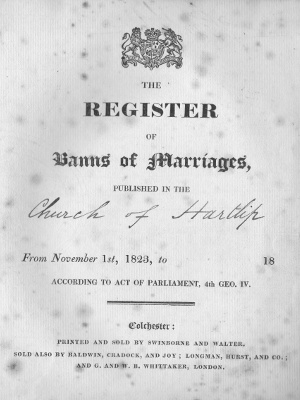 THE
REGISTER
OF
Banns of Marriages,
PUBLISHED IN THE
Church of Hartlip
From November 1st, 1823, to 18
ACCORDING TO ACT OF PARLIAMENT, 4th GEO. IV.
Colchester:
PRINTED AND SOLD BY SWINBORNE AND WALTER,
SOLD ALSO BY BALDWIN, CRADOCK, AND JOY; LONGMAN, HURST, AND CO.;
AND G. AND W. B. WHITTAKER, LONDON.